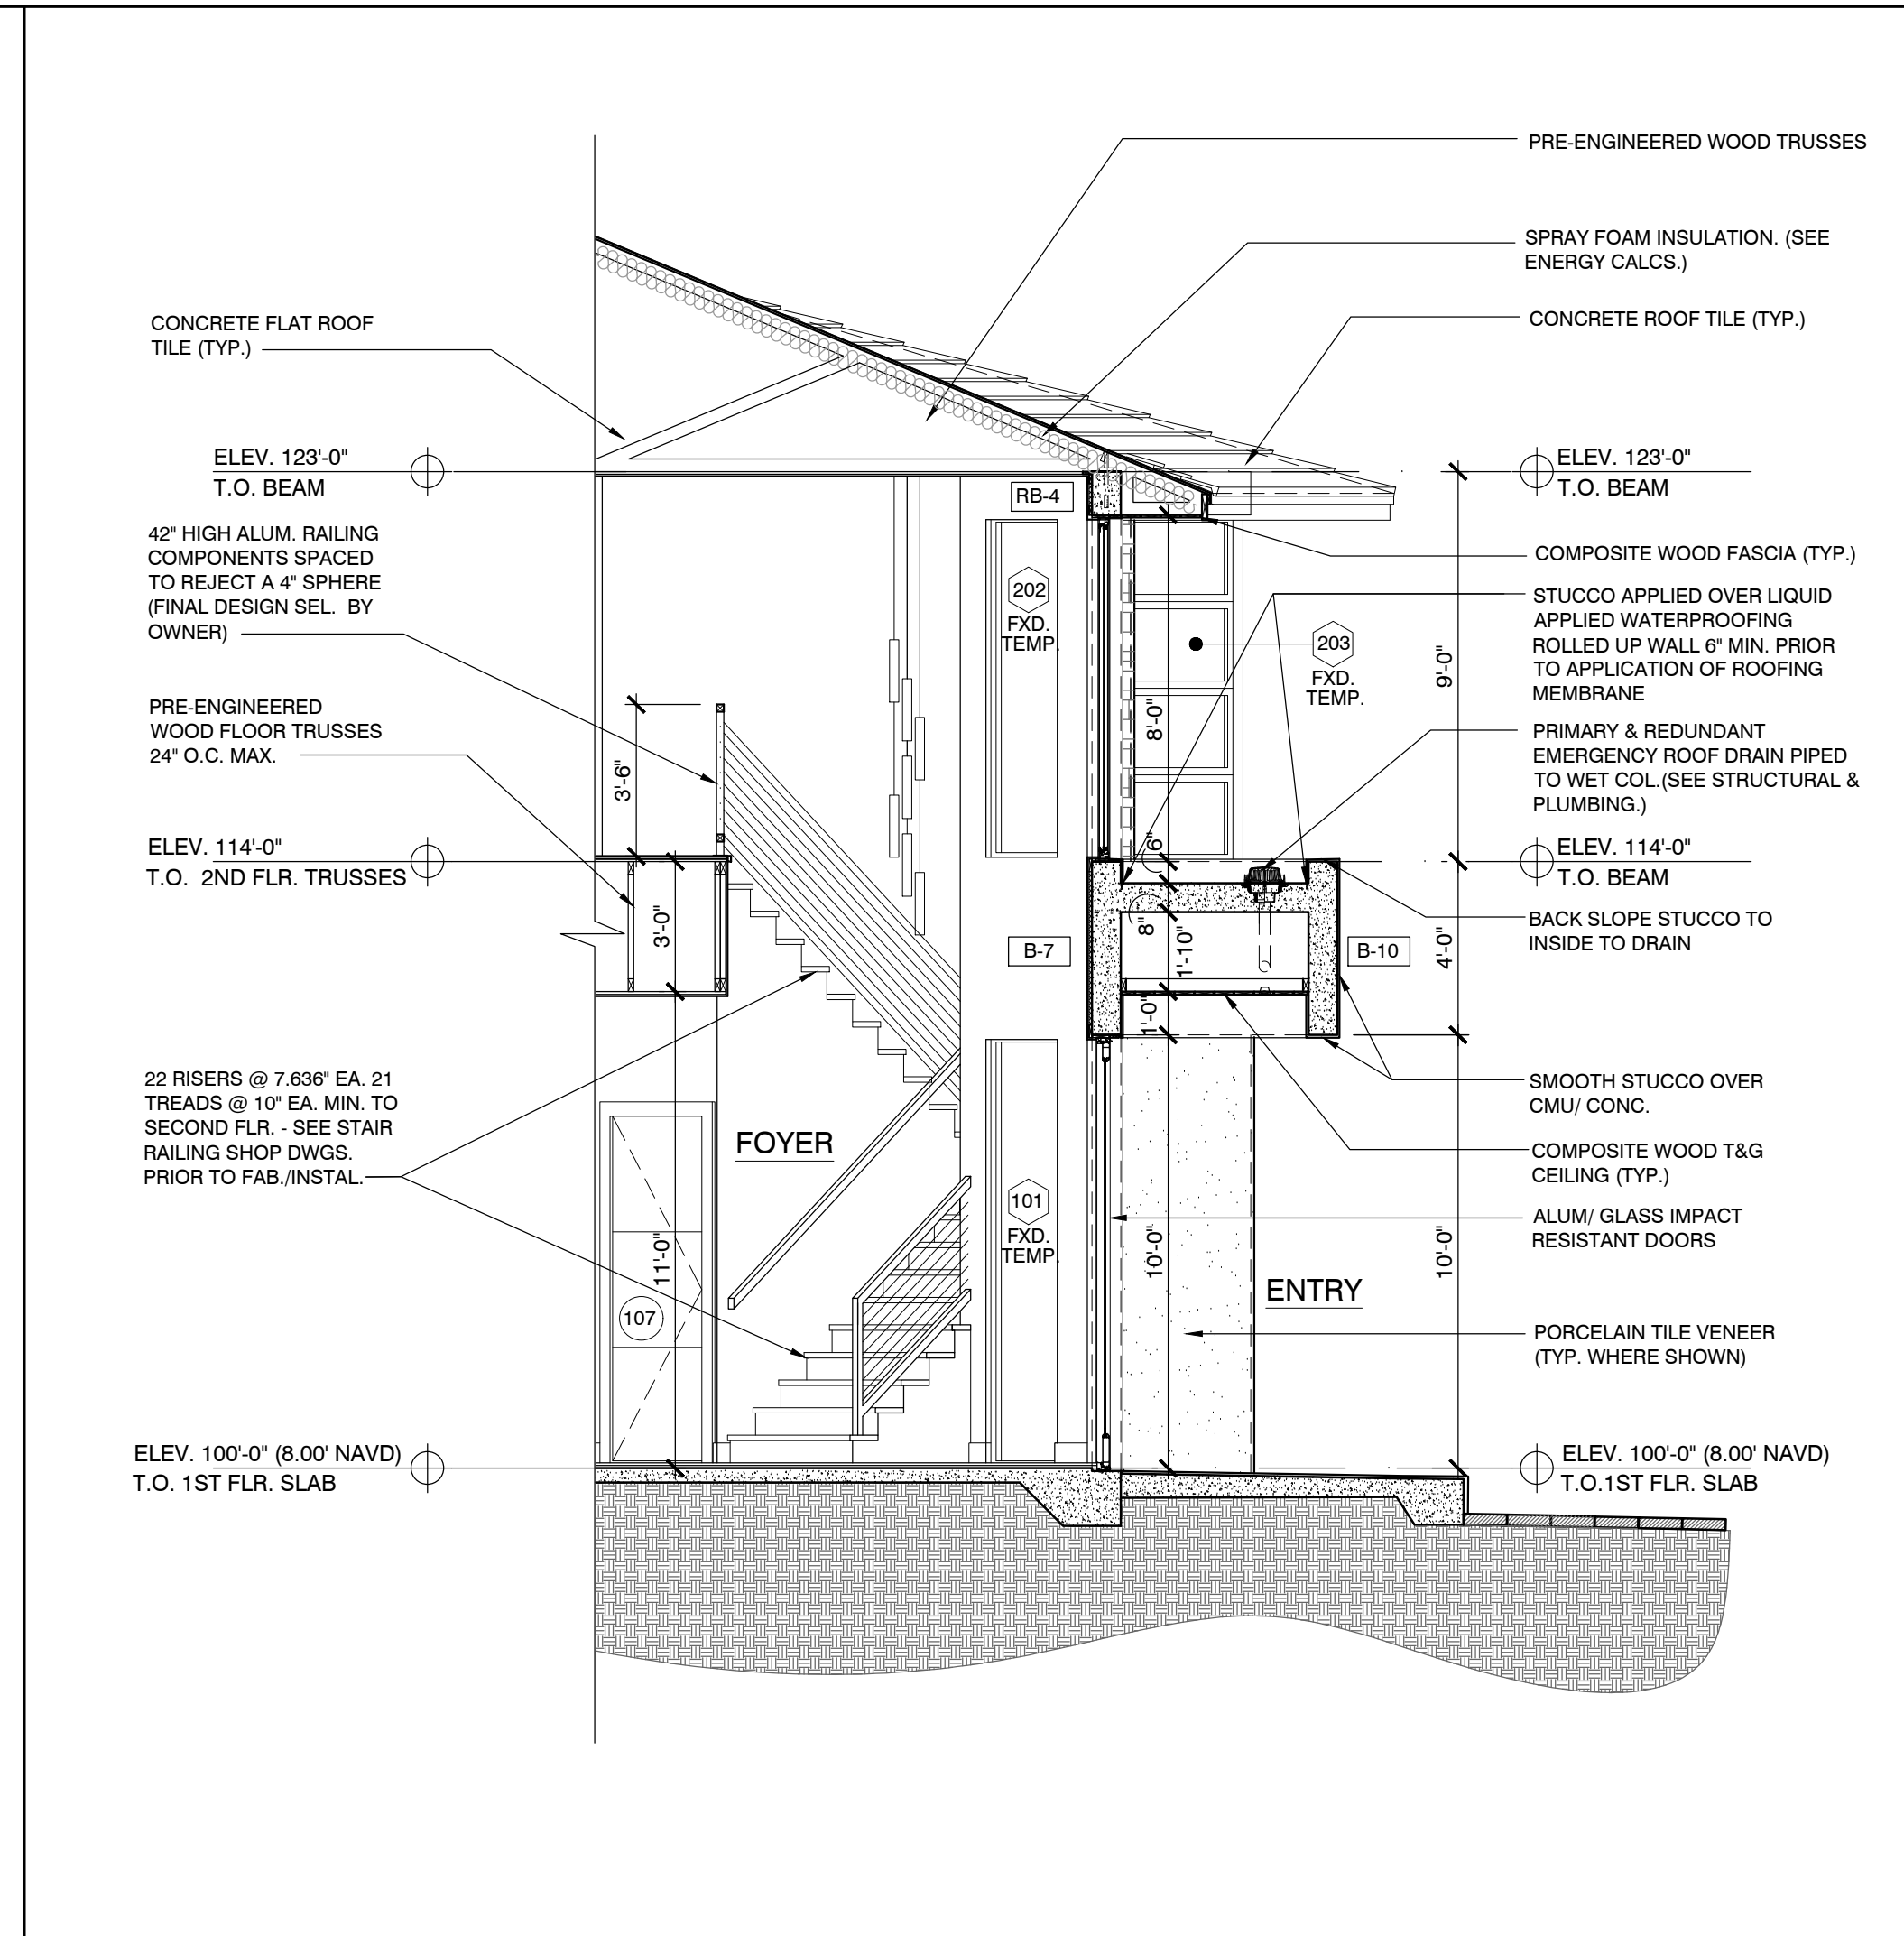 PRE-ENGINEERED WOOD TRUSSES
SPRAY FOAM INSULATION. (SEE
ENERGY CALCS.)
CONCRETE ROOF TILE (TYP.)
CONCRETE FLAT ROOF
TILE (TYP.)
ELEV. 123'-0"
T.O. BEAM
ELEV. 123'-0"
T.O. BEAM
RB-4
42" HIGH ALUM. RAILING
COMPONENTS SPACED
TO REJECT A 4" SPHERE
(FINAL DESIGN SEL. BY
OWNER)
COMPOSITE WOOD FASCIA (TYP.)
202
FXD.
TEMP.
203
FXD.
TEMP.
STUCCO APPLIED OVER LIQUID
APPLIED WATERPROOFING
ROLLED UP WALL 6" MIN. PRIOR
TO APPLICATION OF ROOFING
MEMBRANE
9'-0"
8'-0"
PRE-ENGINEERED
WOOD FLOOR TRUSSES
24" O.C. MAX.
3'-6"
PRIMARY & REDUNDANT
EMERGENCY ROOF DRAIN PIPED
TO WET COL.(SEE STRUCTURAL &
PLUMBING.)
ELEV. 114'-0"
T.O. 2ND FLR. TRUSSES
6"
ELEV. 114'-0"
T.O. BEAM
3'-0"
B-7
8"
1'-10"
B-10
4'-0"
1'-0"
BACK SLOPE STUCCO TO
INSIDE TO DRAIN
22 RISERS @ 7.636" EA. 21
TREADS @ 10" EA. MIN. TO
SECOND FLR. - SEE STAIR
RAILING SHOP DWGS.
PRIOR TO FAB./INSTAL.
FOYER
SMOOTH STUCCO OVER
CMU/ CONC.
COMPOSITE WOOD T&G
CEILING (TYP.)
101
FXD.
TEMP.
ALUM/ GLASS IMPACT
RESISTANT DOORS
11'-0"
10'-0"
10'-0"
ENTRY
107
PORCELAIN TILE VENEER
(TYP. WHERE SHOWN)
ELEV. 100'-0" (8.00' NAVD)
T.O. 1ST FLR. SLAB
ELEV. 100'-0" (8.00' NAVD)
T.O.1ST FLR. SLAB